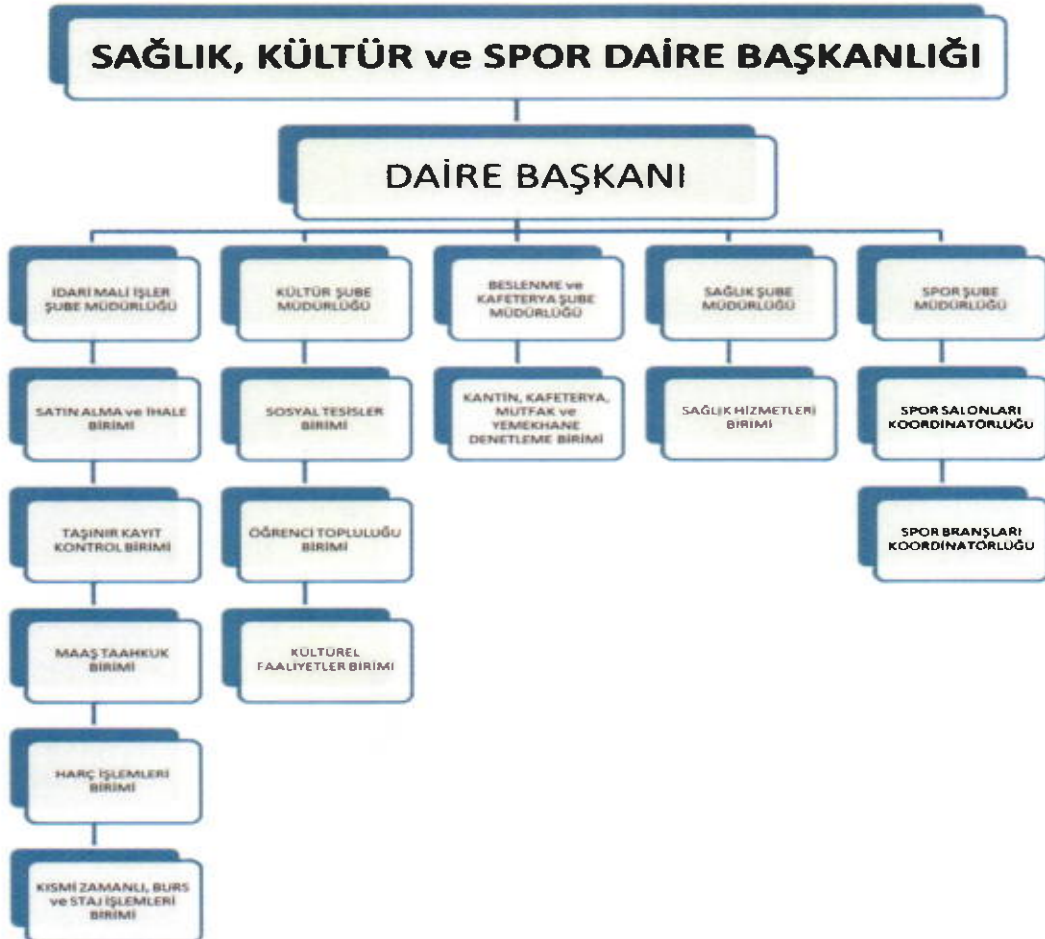 SAĞLIK, KÜLTÜR ve SPOR DAİRE BAŞKANLIĞI
DAİRE BAŞKANI
İDARİ MALİ İŞLER
ŞUBE MÜDÜRLÜĞÜ
KÜLTÜR ŞUBE
MÜDÜRLÜĞÜ
BESLENME ve
KAFETERYA ŞUBE
MÜDÜRLÜĞÜ
SAĞLIK ŞUBE
MÜDÜRLÜĞÜ
SPOR ŞUBE
MÜDÜRLÜĞÜ
SATIN ALMA ve İHALE
BİRİMİ
SOSYAL TESİSLER
BİRİMİ
KANTİN, KAFETERYA,
MUTFAK ve
YEMEKHANE
DENETLEME BİRİMİ
SAĞLIK HİZMETLERİ
BİRİMİ
SPOR SALONLARI
KOORDİNATÖRLÜĞÜ
TAŞINIR KAYIT
KONTROL BİRİMİ
ÖĞRENCİ TOPLULUĞU
BİRİMİ
SPOR BRANŞLARI
KOORDİNATÖRLÜĞÜ
MAAŞ TAAHKUK
BİRİMİ
KÜLTÜREL
FAALİYETLER BİRİMİ
HARÇ İŞLEMLERİ
BİRİMİ
KISMİ ZAMANLI, BURS
ve STAJ İŞLEMLERİ
BİRİMİ